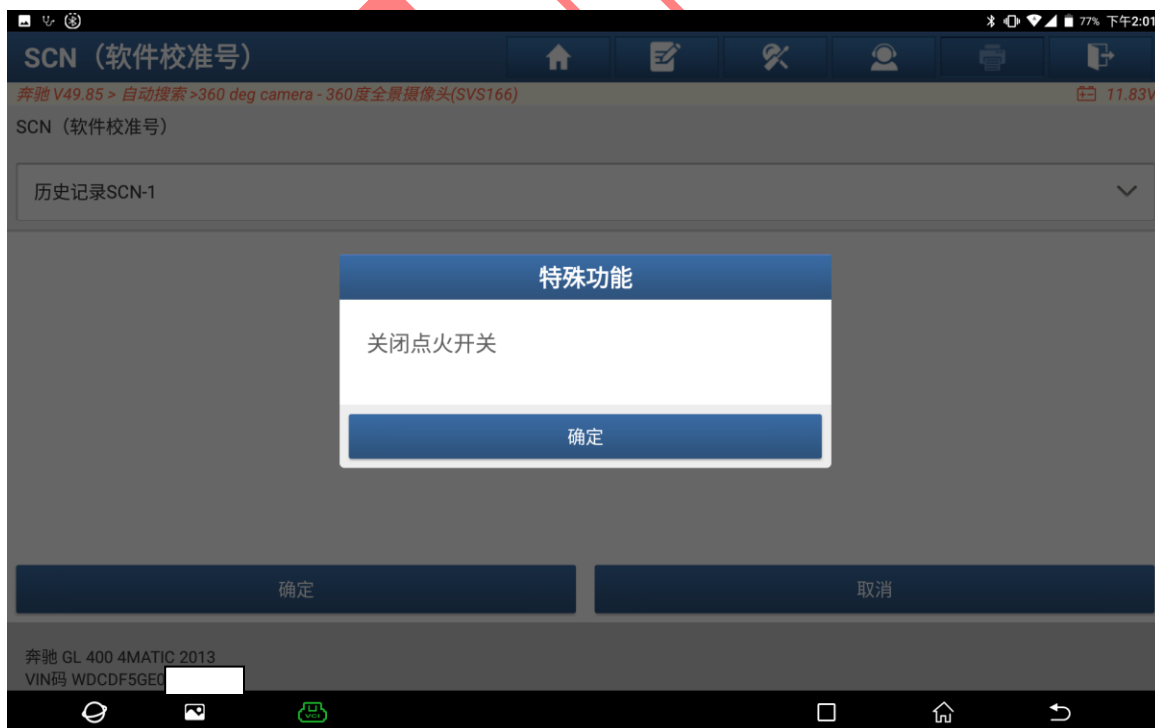 77% 下午2:01
SCN（软件校准号）
奔驰 V49.85 > 自动搜索 >360 deg camera - 360度全景摄像头(SVS166)
11.83V
SCN（软件校准号）
历史记录SCN-1
特殊功能
关闭点火开关
确定
确定
取消
奔驰 GL 400 4MATIC 2013
VIN码 WDCDF5GE0
VCI